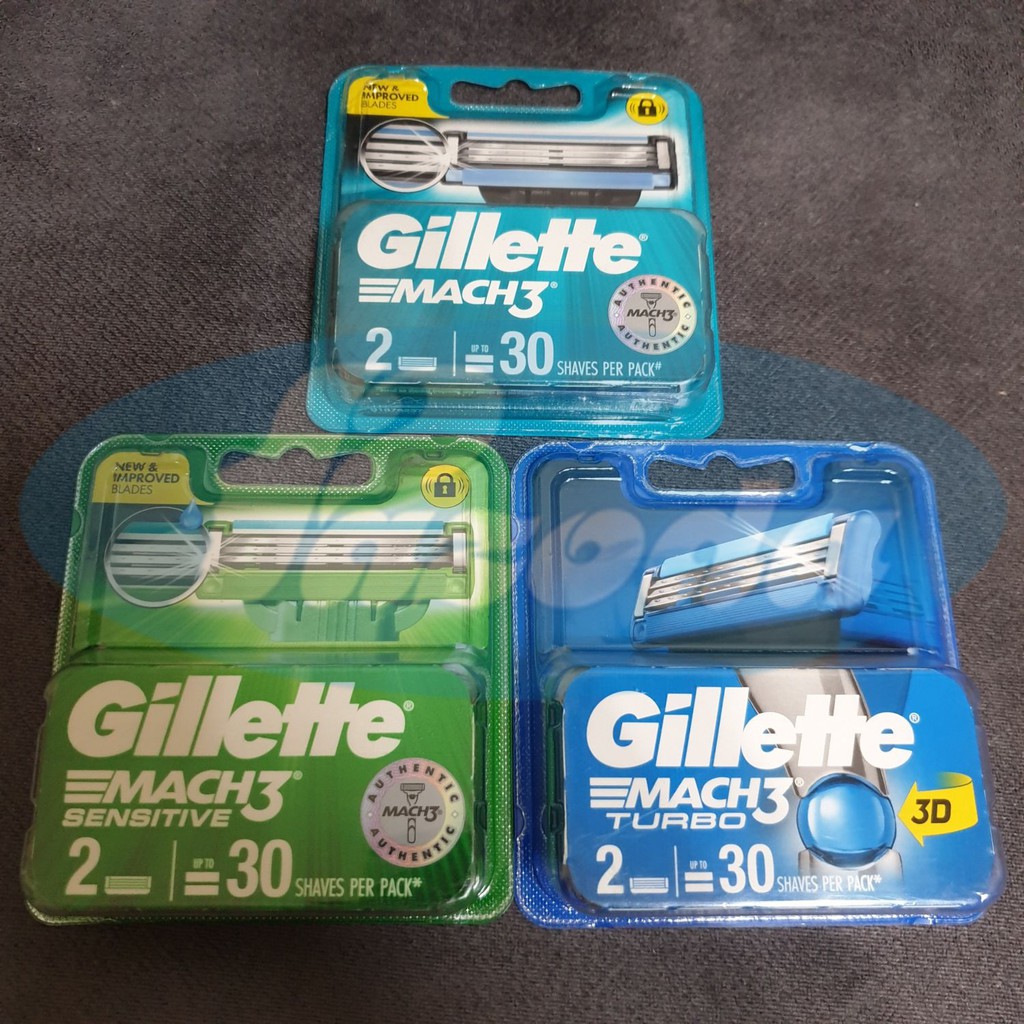 NEW &
IMPROVED
BLADES
Gillette®
MACH3®
AUTHENTIC
MACH3
AUTHENTIC
2 UP TO = 30 SHAVES PER PACK#
NEW &
IMPROVED
BLADES
Gillette®
MACH3®
SENSITIVE
AUTHENTIC
MACH3
AUTHENTIC
2 UP TO = 30 SHAVES PER PACK*
Gillette®
MACH3®
TURBO
3D
2 UP TO = 30 SHAVES PER PACK*